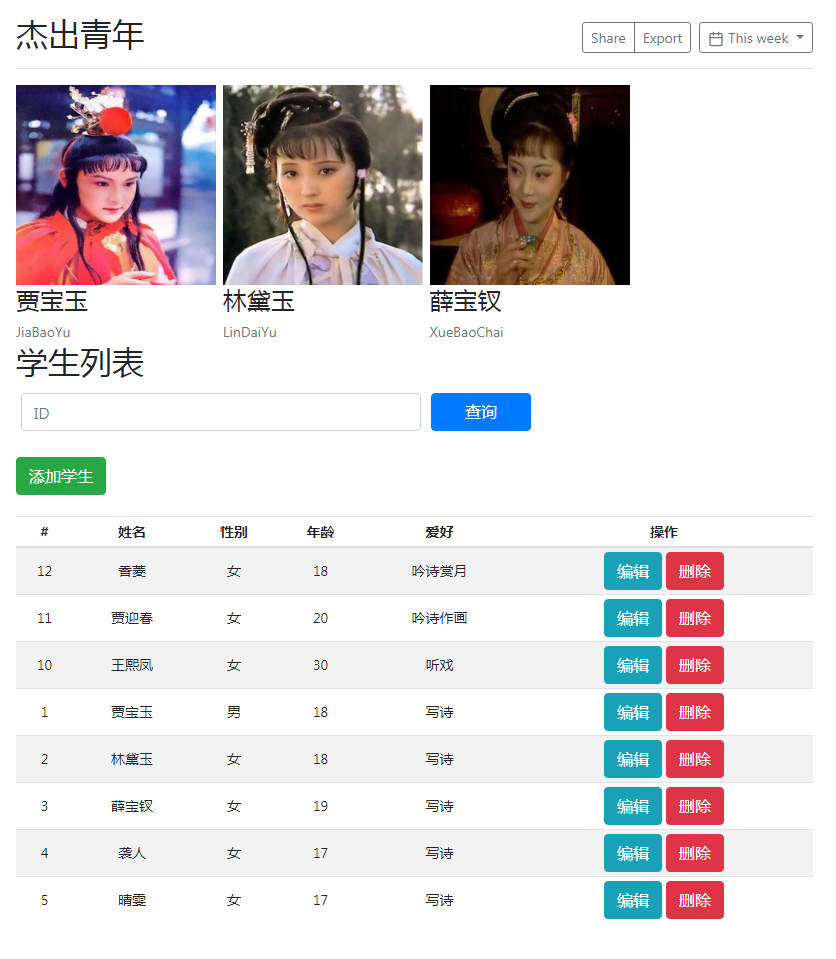 杰出青年
Share Export This week
贾宝玉 林黛玉 薛宝钗
JiaBaoYu LinDaiYu XueBaoChai
学生列表
ID 查询
添加学生
# 姓名 性别 年龄 爱好 操作
12 香菱 女 18 吟诗赏月 编辑 删除
11 贾迎春 女 20 吟诗作画 编辑 删除
10 王熙凤 女 30 听戏 编辑 删除
1 贾宝玉 男 18 写诗 编辑 删除
2 林黛玉 女 18 写诗 编辑 删除
3 薛宝钗 女 19 写诗 编辑 删除
4 袭人 女 17 写诗 编辑 删除
5 晴雯 女 17 写诗 编辑 删除